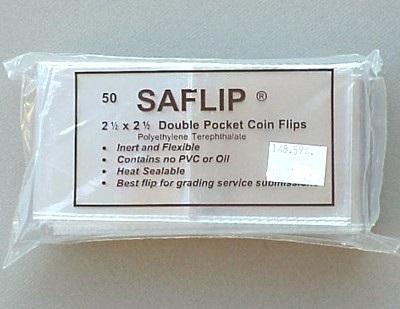 50 SAFLIP ®
2 ½ x 2 ½ Double Pocket Coin Flips
Polyethylene Terephthalate
• Inert and Flexible
• Contains no PVC or Oil
• Heat Sealable
• Best flip for grading service submissions